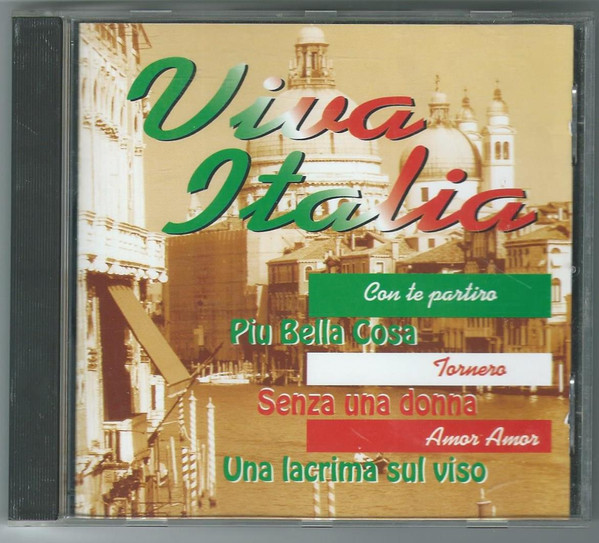 Viva
Italia
Con te partiro
Piu Bella Cosa
Tornero
Senza una donna
Amor Amor
Una lacrima sul viso